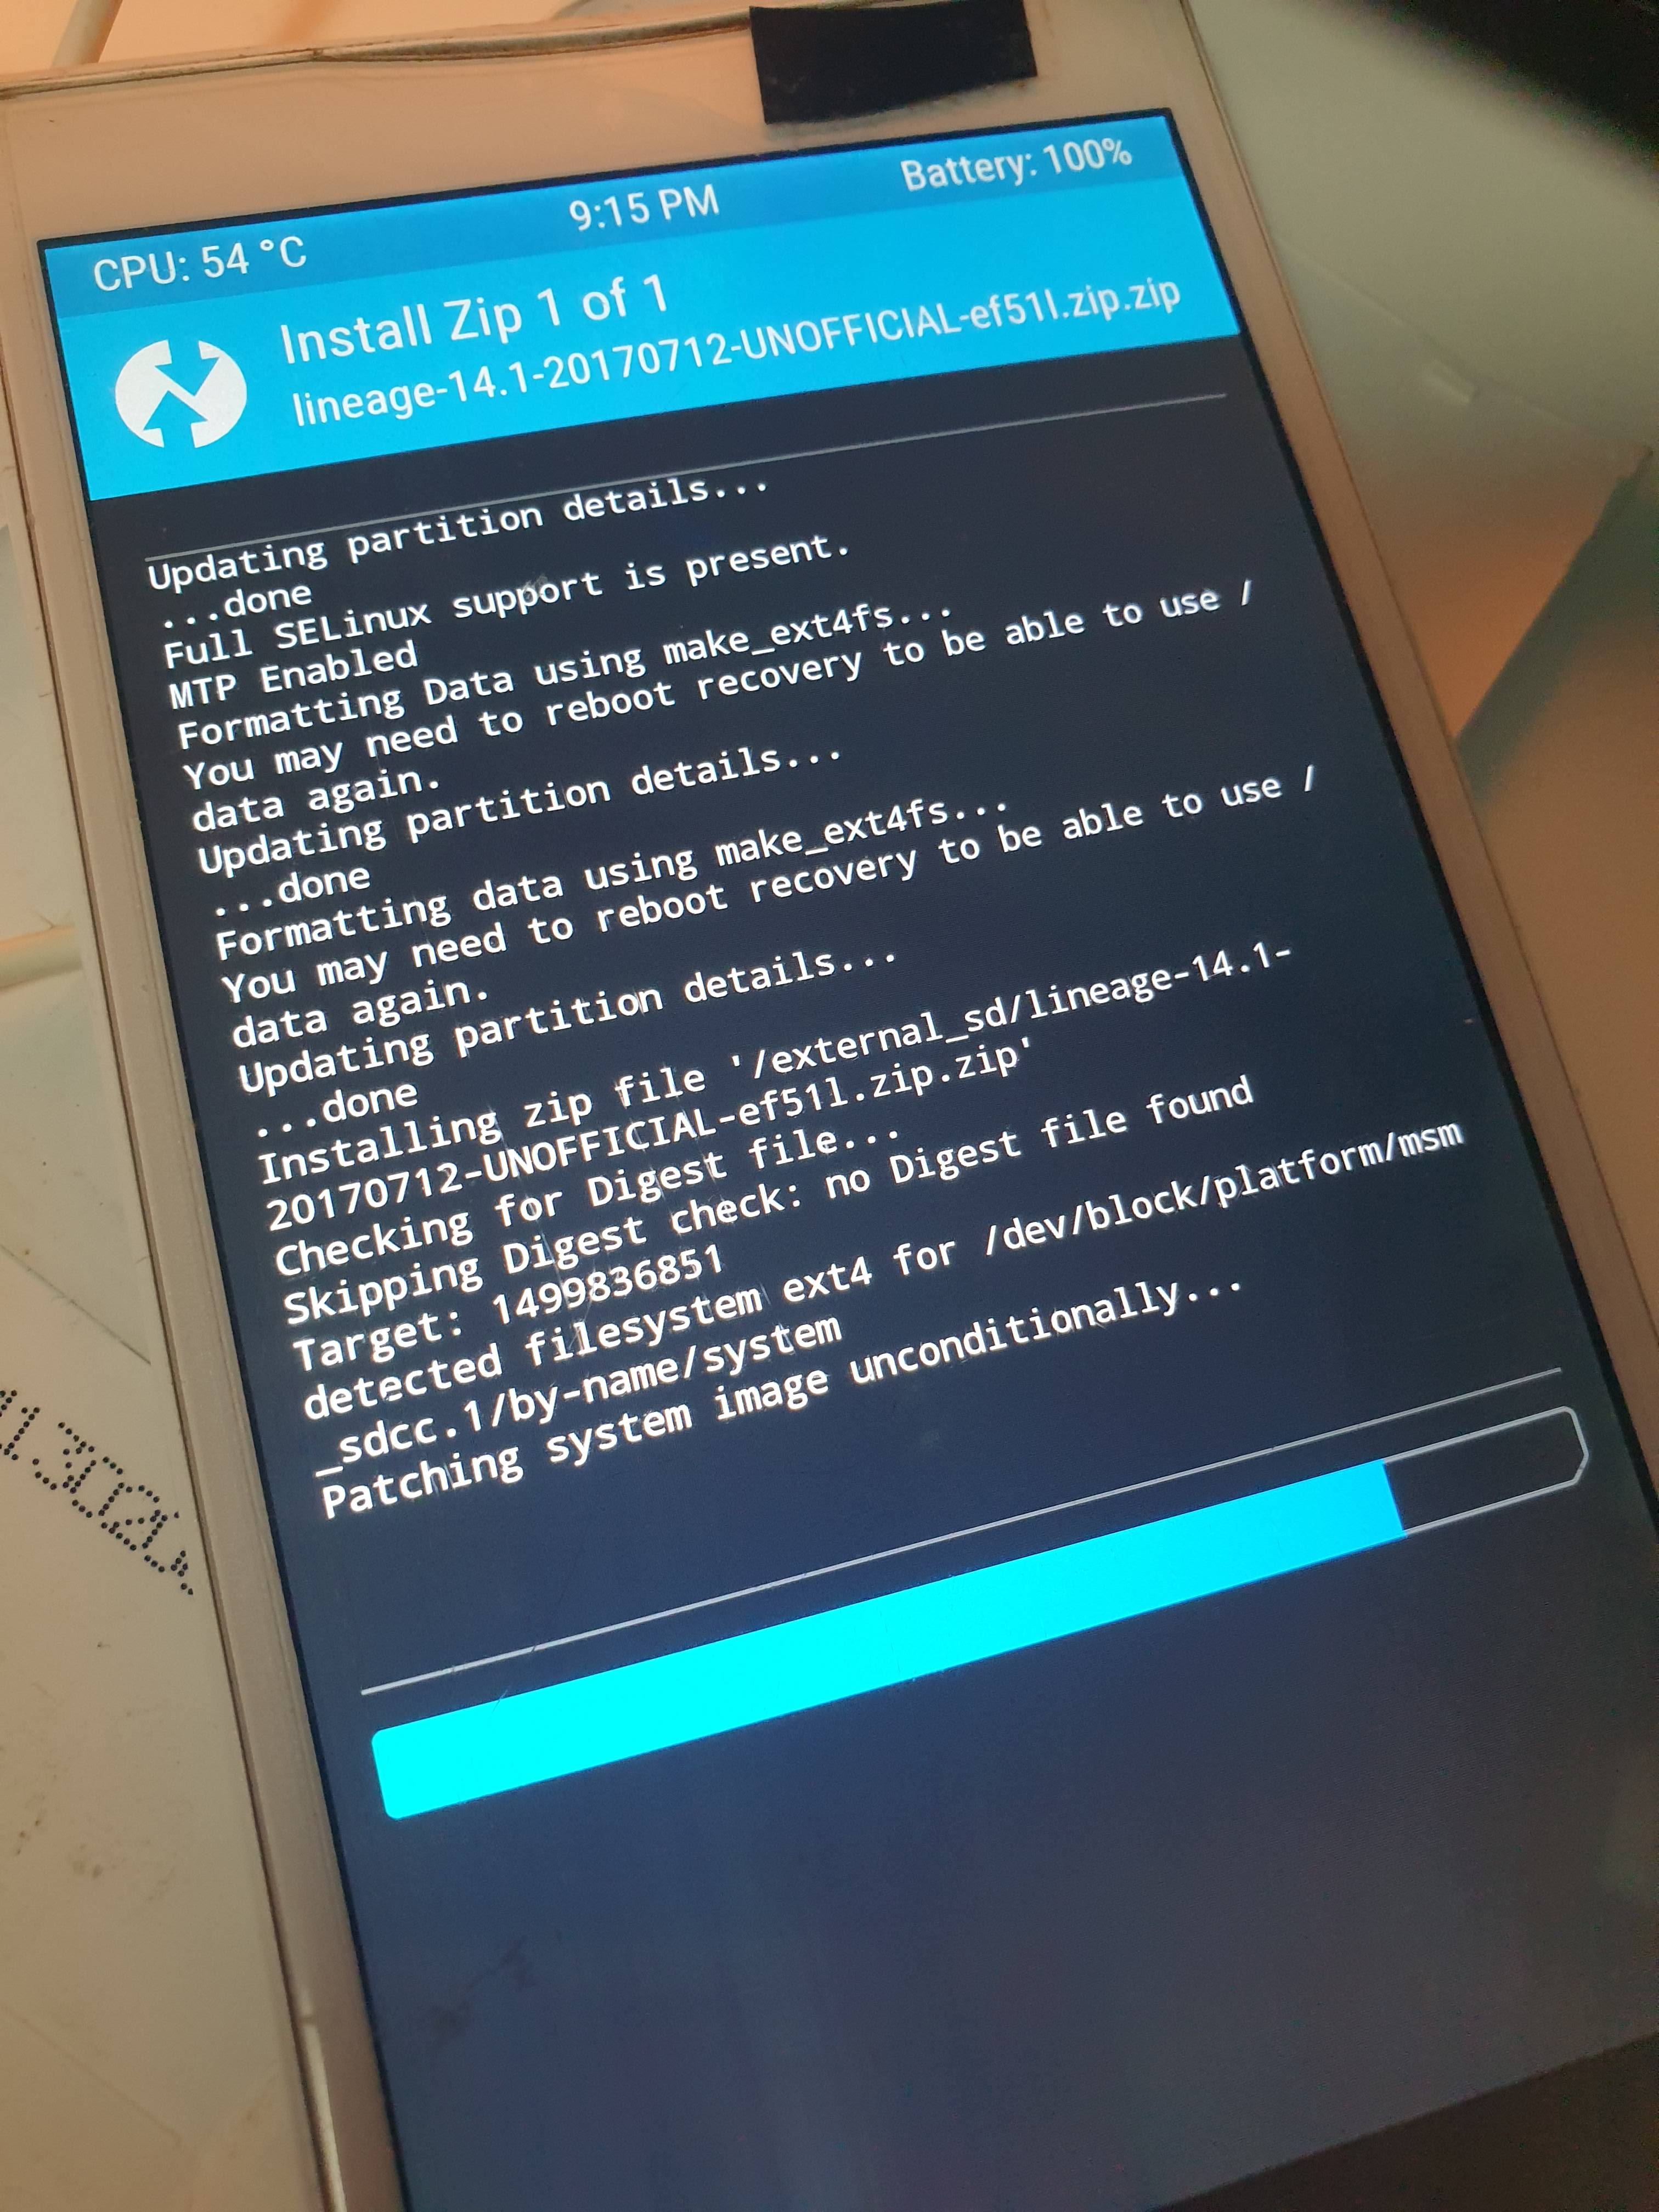 CPU: 54 °C
9:15 PM
Battery: 100%
Install Zip 1 of 1
lineage-14.1-20170712-UNOFFICIAL-ef51l.zip.zip
Updating partition details...
...done
Full SELinux support is present.
MTP Enabled
Formatting Data using make_ext4fs...
You may need to reboot recovery to be able to use /
data again.
Updating partition details...
...done
Formatting data using make_ext4fs...
You may need to reboot recovery to be able to use /
data again.
Updating partition details...
...done
Installing zip file '/external_sd/lineage-14.1-
20170712-UNOFFICIAL-ef51l.zip.zip'
Checking for Digest file...
Skipping Digest check: no Digest file found
Target: 1499836851
detected filesystem ext4 for /dev/block/platform/msm
_sdcc.1/by-name/system
Patching system image unconditionally...